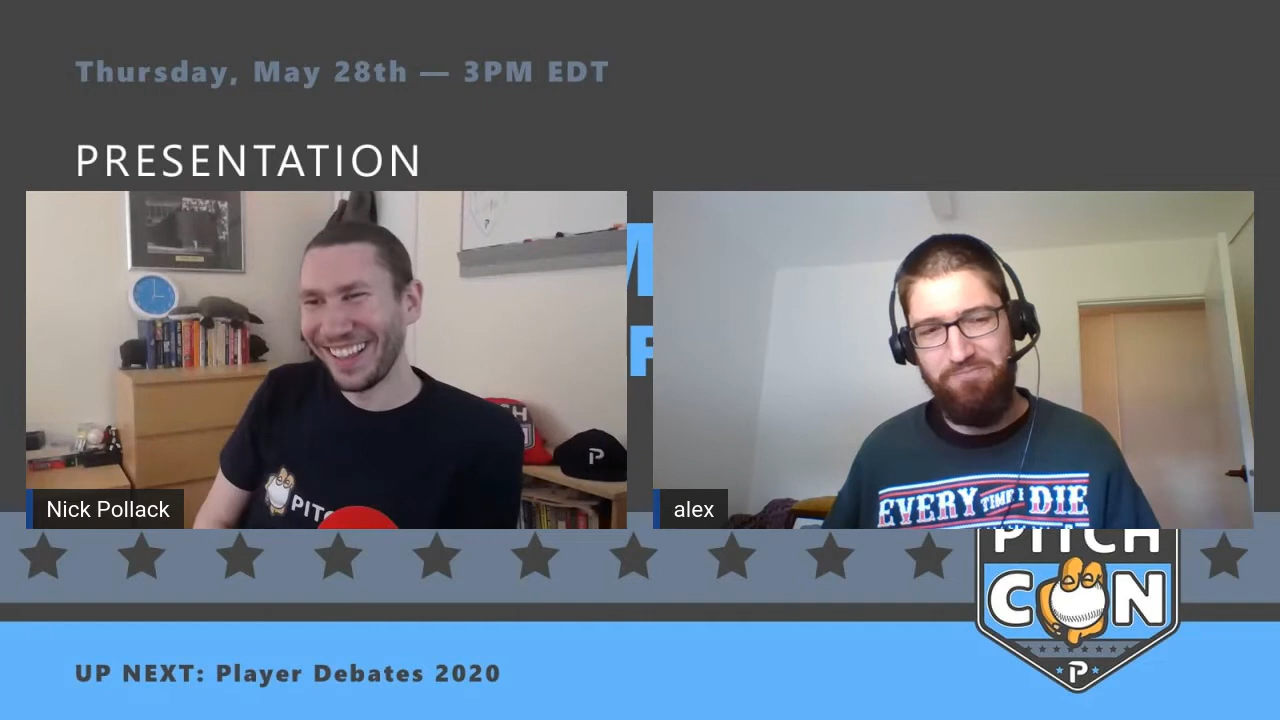 Thursday, May 28th — 3PM EDT
PRESENTATION
Nick Pollack
alex
EVERY TIME I DIE
PITCH
CON
UP NEXT: Player Debates 2020